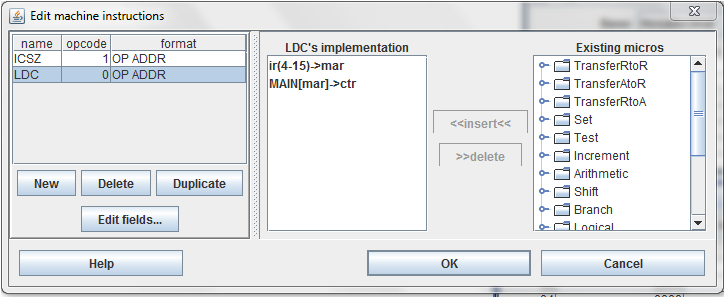 Edit machine instructions
name opcode format
ICSZ 1 OP ADDR
LDC 0 OP ADDR
New Delete Duplicate
Edit fields...
LDC's implementation
ir(4-15)->mar
MAIN[mar]->ctr
<<insert<<
>>delete
Existing micros
TransferRtoR
TransferAtoR
TransferRtoA
Set
Test
Increment
Arithmetic
Shift
Branch
Logical
Help OK Cancel